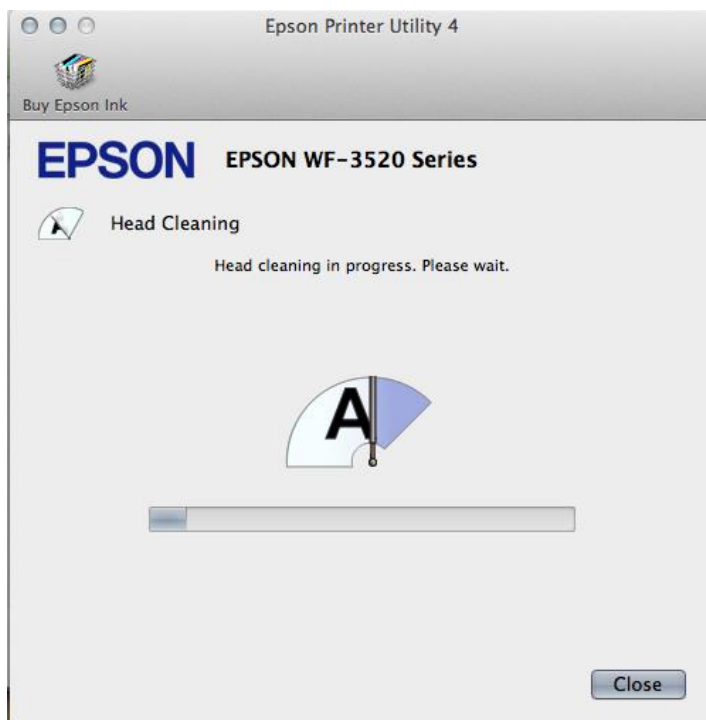 Epson Printer Utility 4
Buy Epson Ink
EPSON EPSON WF-3520 Series
Head Cleaning
Head cleaning in progress. Please wait.
A
Close